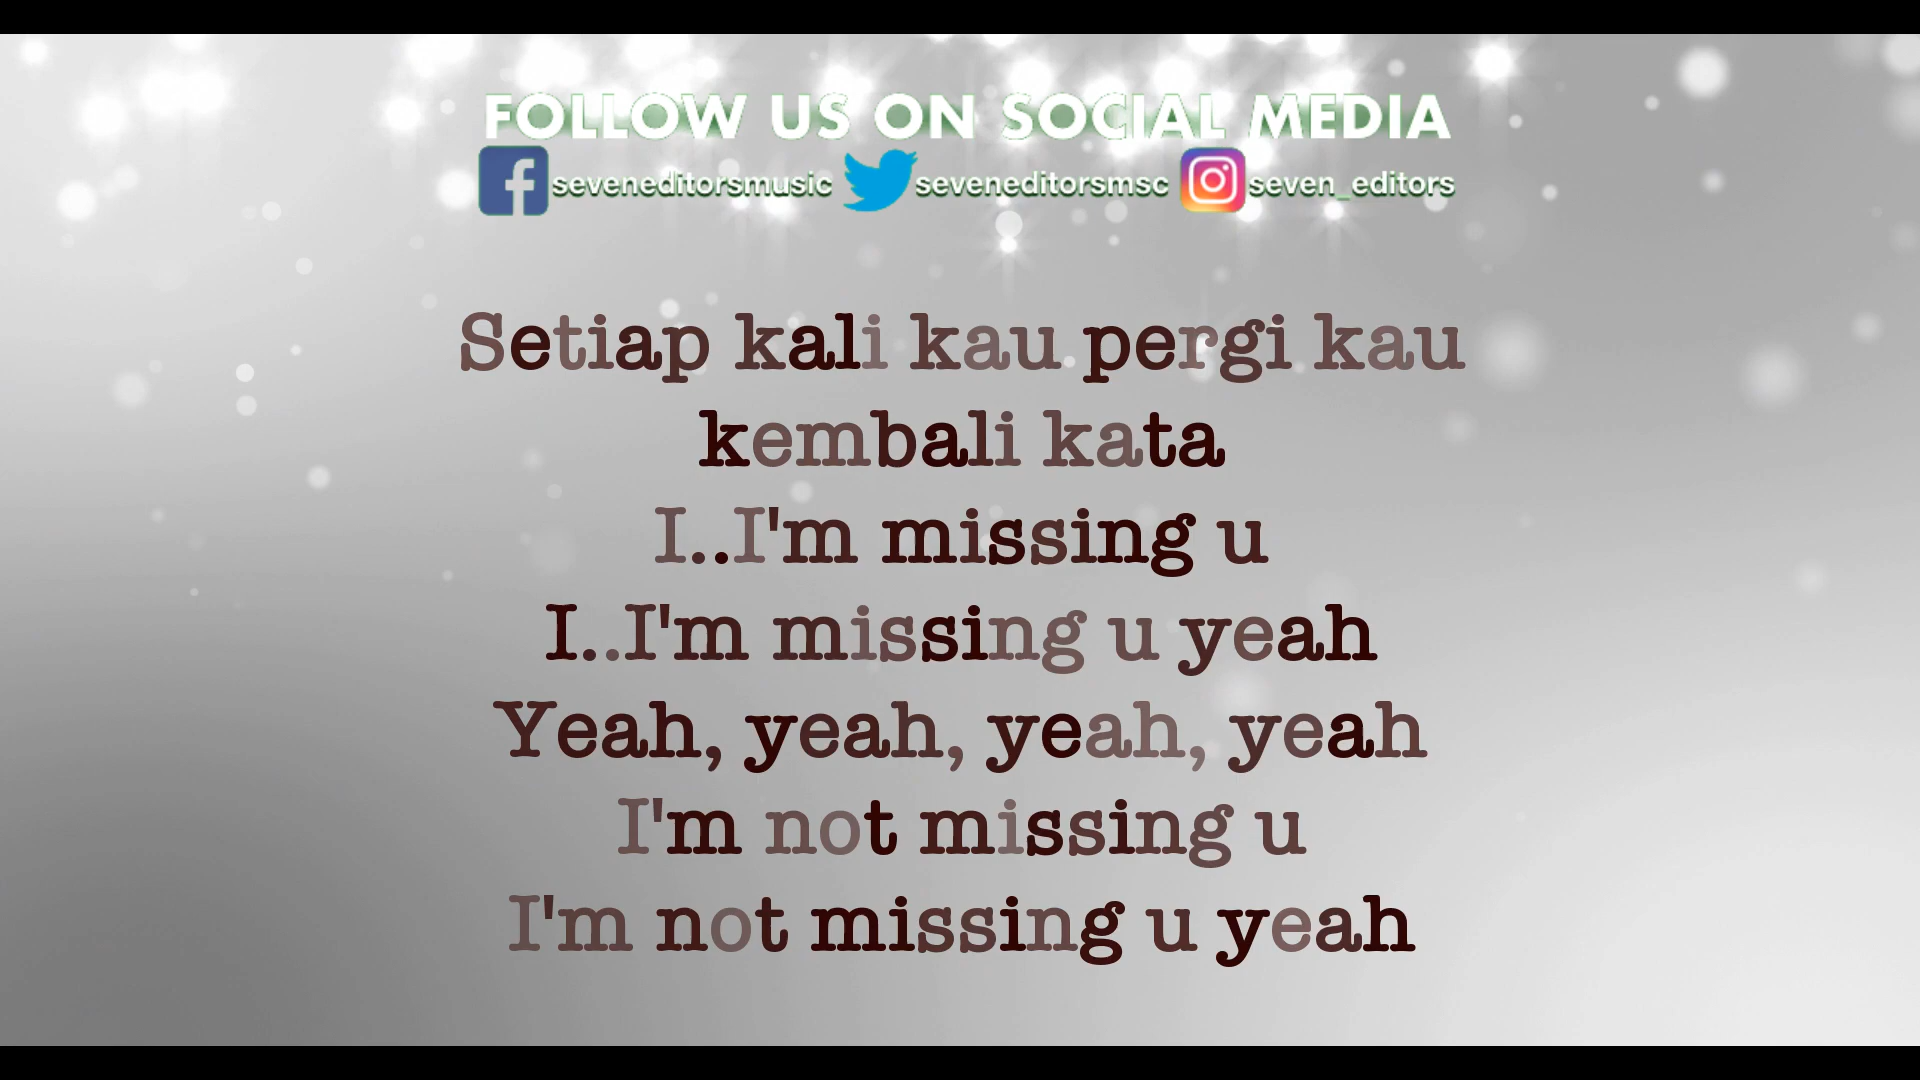 FOLLOW US ON SOCIAL MEDIA
seveneditorsmusic seveneditorsmsc seven_editors
Setiap kali kau pergi kau
kembali kata
I..I'm missing u
I..I'm missing u yeah
Yeah, yeah, yeah, yeah
I'm not missing u
I'm not missing u yeah